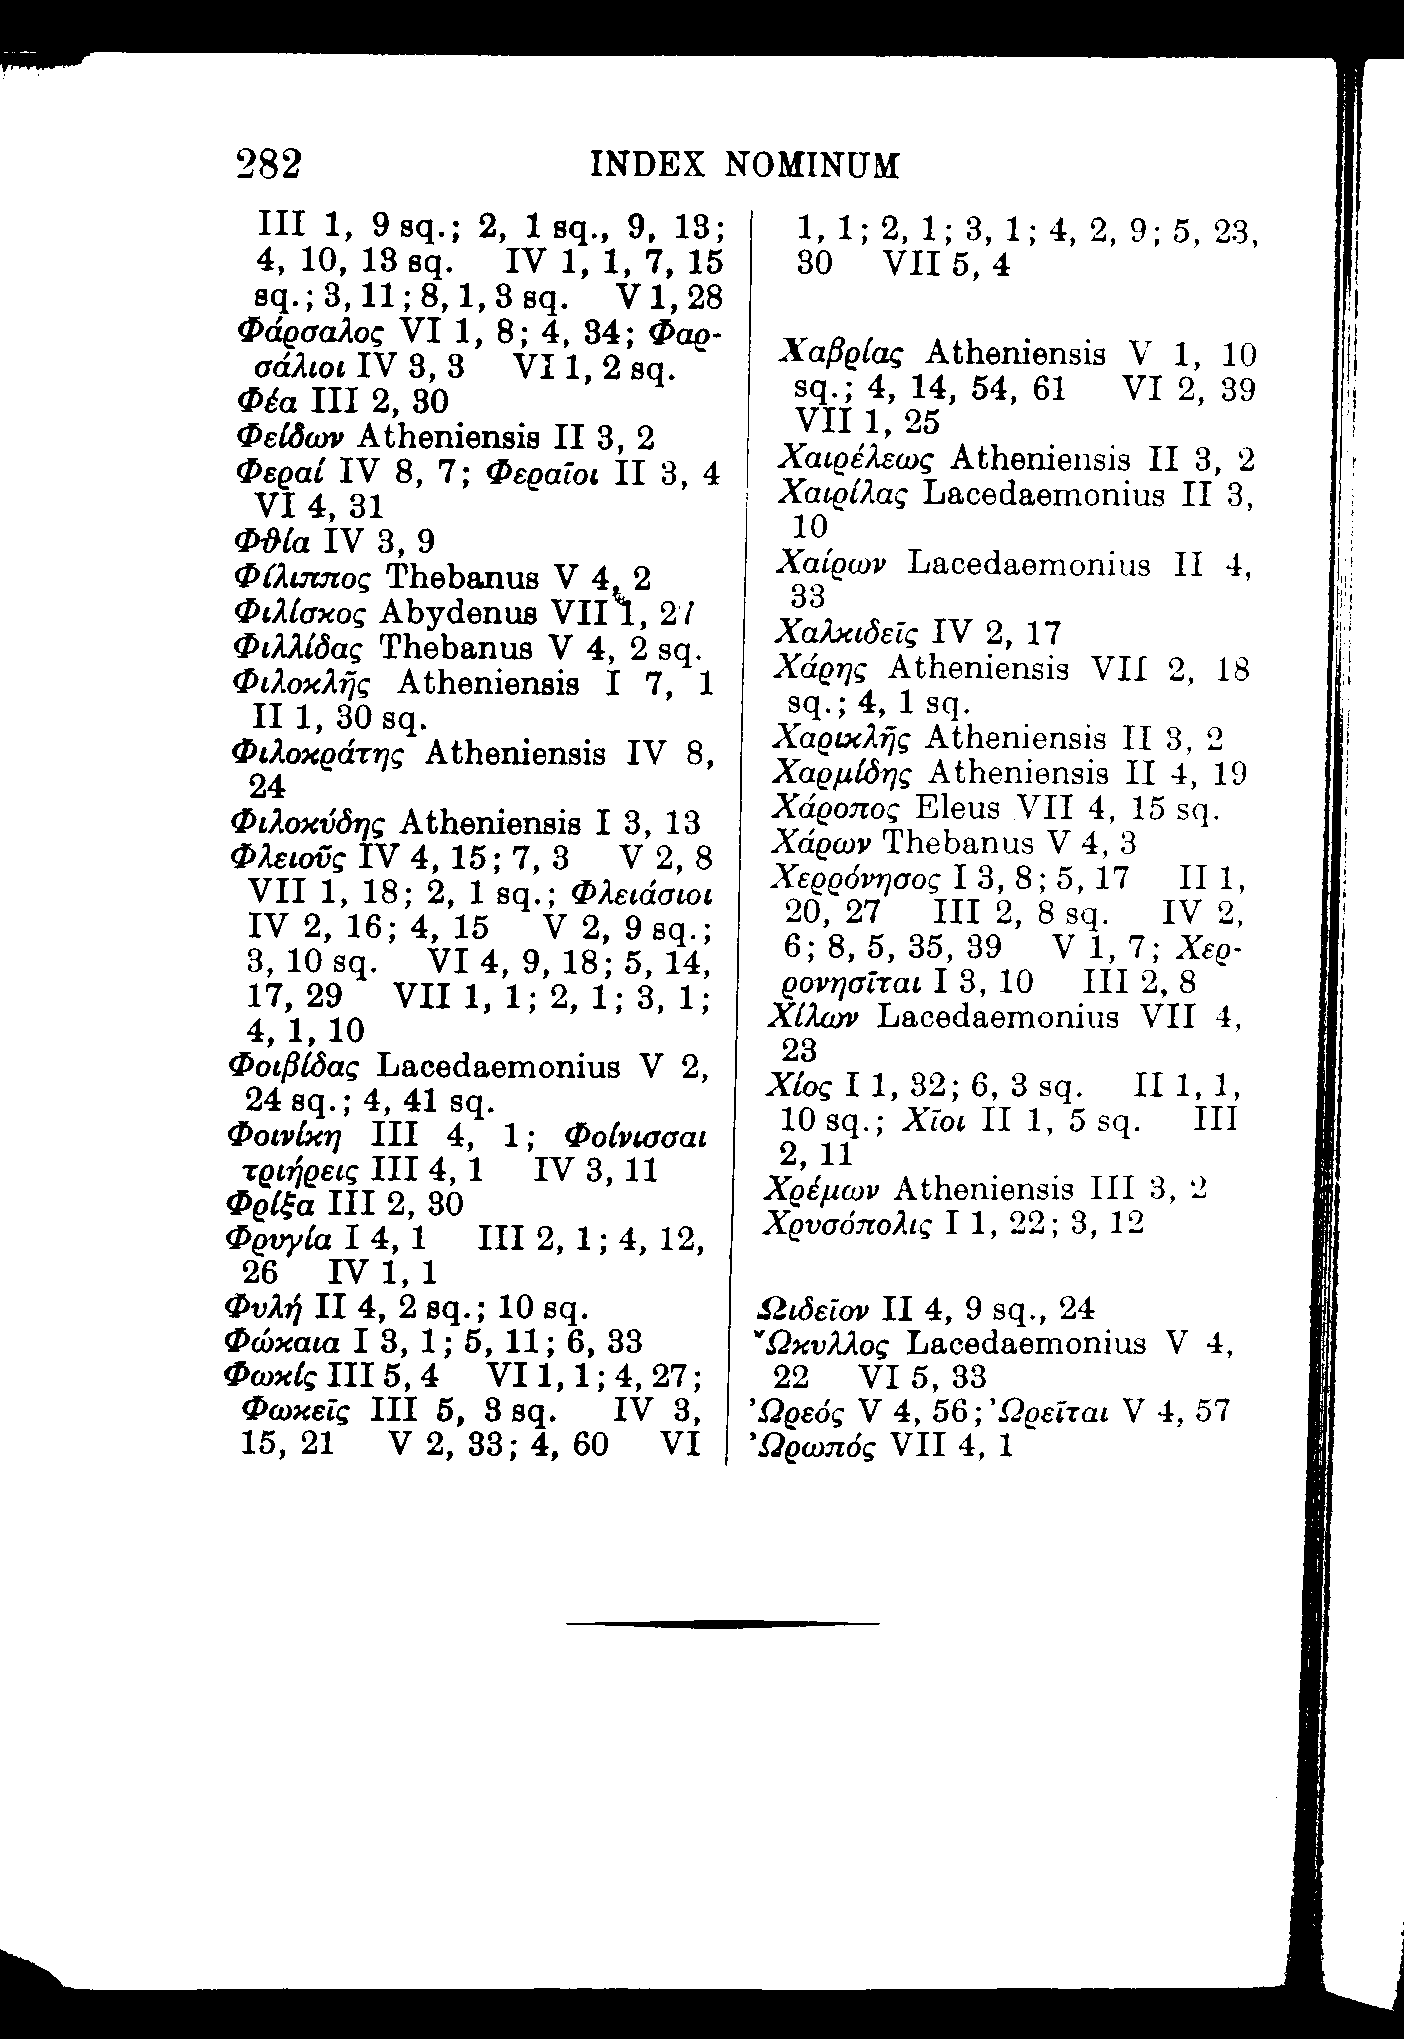 282
INDEX NOMINUM
III 1, 9 sq.; 2, 1 sq., 9, 13;
4, 10, 13 sq. IV 1, 1, 7, 15
sq.; 3, 11; 8, 1, 3 sq. V 1, 28
Φάρσαλος VI 1, 8; 4, 34; Φαρ-
σάλιοι IV 3, 3 VI 1, 2 sq.
Φέα III 2, 30
Φείδων Atheniensis II 3, 2
Φεραί IV 8, 7; Φεραῖοι II 3, 4
VI 4, 31
Φθία IV 3, 9
Φίλιππος Thebanus V 4, 2
Φιλίσκος Abydenus VII 1, 27
Φιλλίδας Thebanus V 4, 2 sq.
Φιλοκλῆς Atheniensis I 7, 1
II 1, 30 sq.
Φιλοκράτης Atheniensis IV 8,
24
Φιλοκύδης Atheniensis I 3, 13
Φλειοῦς IV 4, 15; 7, 3 V 2, 8
VII 1, 18; 2, 1 sq.; Φλειάσιοι
IV 2, 16; 4, 15 V 2, 9 sq.;
3, 10 sq. VI 4, 9, 18; 5, 14,
17, 29 VII 1, 1; 2, 1; 3, 1;
4, 1, 10
Φοιβίδας Lacedaemonius V 2,
24 sq.; 4, 41 sq.
Φοινίκη III 4, 1; Φοίνισσαι
τριήρεις III 4, 1 IV 3, 11
Φρίξα III 2, 30
Φρυγία I 4, 1 III 2, 1; 4, 12,
26 IV 1, 1
Φυλή II 4, 2 sq.; 10 sq.
Φώκαια I 3, 1; 5, 11; 6, 33
Φωκίς III 5, 4 VI 1, 1; 4, 27;
Φωκεῖς III 5, 3 sq. IV 3,
15, 21 V 2, 33; 4, 60 VI
1, 1; 2, 1; 3, 1; 4, 2, 9; 5, 23,
30 VII 5, 4
Χαβρίας Atheniensis V 1, 10
sq.; 4, 14, 54, 61 VI 2, 39
VII 1, 25
Χαιρέλεως Atheniensis II 3, 2
Χαιρίλας Lacedaemonius II 3,
10
Χαίρων Lacedaemonius II 4,
33
Χαλκιδεῖς IV 2, 17
Χάρης Atheniensis VII 2, 18
sq.; 4, 1 sq.
Χαρικλῆς Atheniensis II 3, 2
Χαρμίδης Atheniensis II 4, 19
Χάροπος Eleus VII 4, 15 sq.
Χάρων Thebanus V 4, 3
Χερρόνησος I 3, 8; 5, 17 II 1,
20, 27 III 2, 8 sq. IV 2,
6; 8, 5, 35, 39 V 1, 7; Χερ-
ρονησῖται I 3, 10 III 2, 8
Χίλων Lacedaemonius VII 4,
23
Χίος I 1, 32; 6, 3 sq. II 1, 1,
10 sq.; Χῖοι II 1, 5 sq. III
2, 11
Χρέμων Atheniensis III 3, 2
Χρυσόπολις I 1, 22; 3, 12
Ωιδεῖον II 4, 9 sq., 24
Ὤκυλλος Lacedaemonius V 4,
22 VI 5, 33
Ὠρεός V 4, 56; Ὠρεῖται V 4, 57
Ὠρωπός VII 4, 1